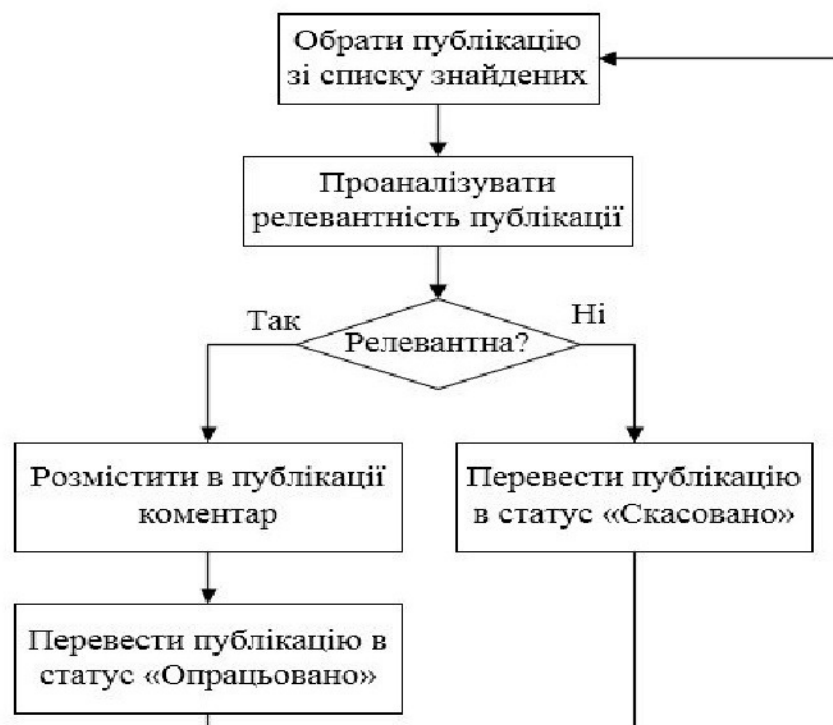 Обрати публікацію
зі списку знайдених
Проаналізувати
релевантність публікації
Так
Ні
Релевантна?
Розмістити в публікації
коментар
Перевести публікацію
в статус «Скасовано»
Перевести публікацію в
статус «Опрацьовано»